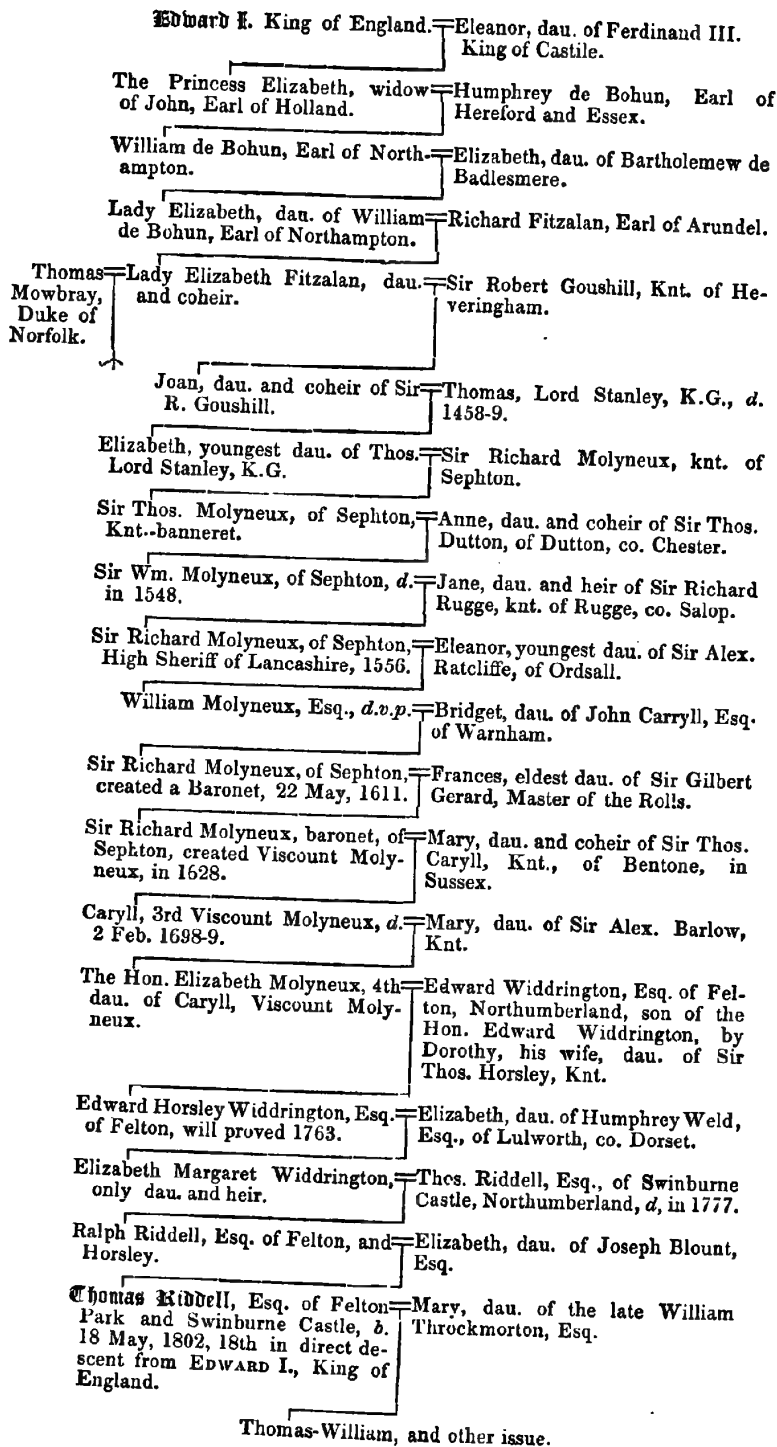 Edward I. King of England.=Eleanor, dau. of Ferdinand III.
King of Castile.
The Princess Elizabeth, widow
of John, Earl of Holland.
=Humphrey de Bohun, Earl of
Hereford and Essex.
William de Bohun, Earl of North-
ampton.
=Elizabeth, dau. of Bartholemew de
Badlesmere.
Lady Elizabeth, dau. of William
de Bohun, Earl of Northampton.
=Richard Fitzalan, Earl of Arundel.
Thomas
Mowbray,
Duke of
Norfolk.
=Lady Elizabeth Fitzalan, dau.
and coheir.
=Sir Robert Goushill, Knt. of He-
veringham.
Joan, dau. and coheir of Sir
R. Goushill.
=Thomas, Lord Stanley, K.G., d.
1458-9.
Elizabeth, youngest dau. of Thos.
Lord Stanley, K.G.
=Sir Richard Molyneux, knt. of
Sephton.
Sir Thos. Molyneux, of Sephton,
Knt.-banneret.
=Anne, dau. and coheir of Sir Thos.
Dutton, of Dutton, co. Chester.
Sir Wm. Molyneux, of Sephton, d.
in 1548.
=Jane, dau. and heir of Sir Richard
Rugge, knt. of Rugge, co. Salop.
Sir Richard Molyneux, of Sephton,
High Sheriff of Lancashire, 1556.
=Eleanor, youngest dau. of Sir Alex.
Ratcliffe, of Ordsall.
William Molyneux, Esq., d.v.p.
=Bridget, dau. of John Carryll, Esq.
of Warnham.
Sir Richard Molyneux, of Sephton,
created a Baronet, 22 May, 1611.
=Frances, eldest dau. of Sir Gilbert
Gerard, Master of the Rolls.
Sir Richard Molyneux, baronet, of
Sephton, created Viscount Moly-
neux, in 1628.
=Mary, dau. and coheir of Sir Thos.
Caryll, Knt., of Bentone, in
Sussex.
Caryll, 3rd Viscount Molyneux, d.
2 Feb. 1698-9.
=Mary, dau. of Sir Alex. Barlow,
Knt.
The Hon. Elizabeth Molyneux, 4th
dau. of Caryll, Viscount Moly-
neux.
=Edward Widdrington, Esq. of Fel-
ton, Northumberland, son of the
Hon. Edward Widdrington, by
Dorothy, his wife, dau. of Sir
Thos. Horsley, Knt.
Edward Horsley Widdrington, Esq.
of Felton, will proved 1763.
=Elizabeth, dau. of Humphrey Weld,
Esq., of Lulworth, co. Dorset.
Elizabeth Margaret Widdrington,
only dau. and heir.
=Thos. Riddell, Esq., of Swinburne
Castle, Northumberland, d, in 1777.
Ralph Riddell, Esq. of Felton, and
Horsley.
=Elizabeth, dau. of Joseph Blount,
Esq.
Thomas Riddell, Esq. of Felton
Park and Swinburne Castle, b.
18 May, 1802, 18th in direct de-
scent from EDWARD I., King of
England.
=Mary, dau. of the late William
Throckmorton, Esq.
Thomas-William, and other issue.